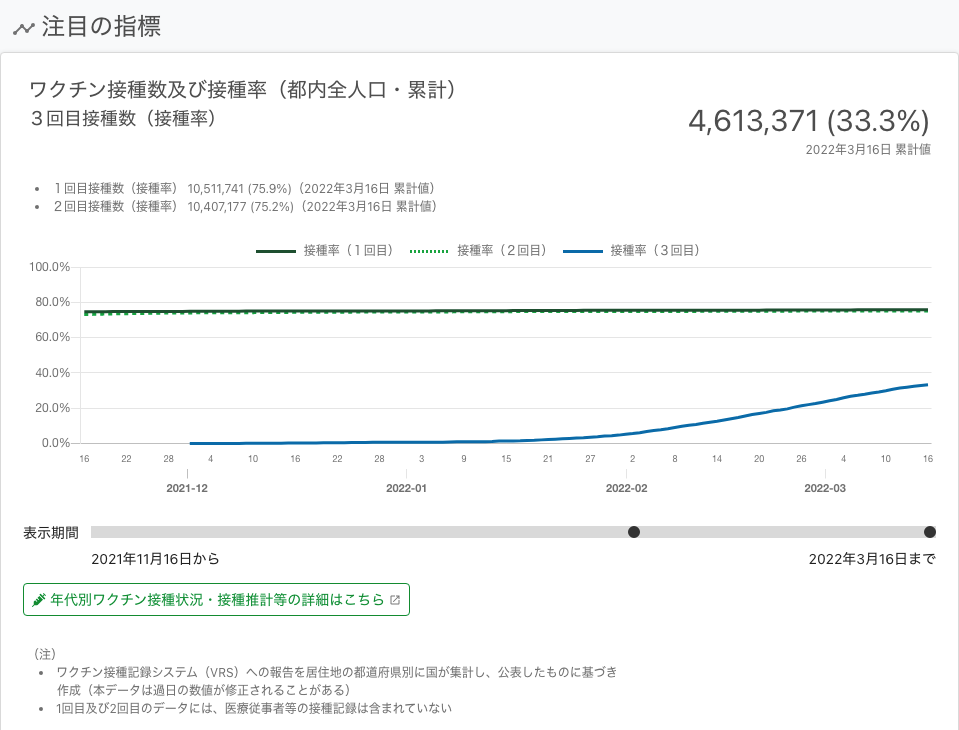 注目の指標
ワクチン接種数及び接種率（都内全人口・累計）
３回目接種数（接種率）
4,613,371 (33.3%)
2022年3月16日 累計値
• １回目接種数（接種率） 10,511,741 (75.9%)（2022年3月16日 累計値）
• ２回目接種数（接種率） 10,407,177 (75.2%)（2022年3月16日 累計値）
接種率（１回目） 接種率（２回目） 接種率（３回目）
100.0%
80.0%
60.0%
40.0%
20.0%
0.0%
16 22 28 4 10 16 22 28 3 9 15 21 27 2 8 14 20 26 4 10 16
2021-12 2022-01 2022-02 2022-03
表示期間
2021年11月16日から 2022年3月16日まで
年代別ワクチン接種状況・接種推計等の詳細はこちら
（注）
• ワクチン接種記録システム（VRS）への報告を居住地の都道府県別に国が集計し、公表したものに基づき
作成（本データは過日の数値が修正されることがある）
• 1回目及び2回目のデータには、医療従事者等の接種記録は含まれていない